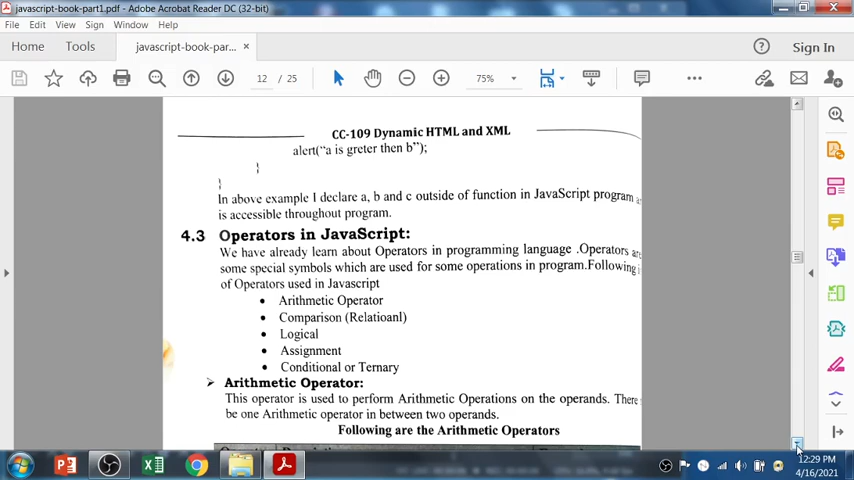 javascript-book-part1.pdf - Adobe Acrobat Reader DC (32-bit)
File Edit View Sign Window Help
Home Tools javascript-book-par... × Sign In
12 / 25 75%
CC-109 Dynamic HTML and XML
alert("a is greter then b");
}
}
In above example I declare a, b and c outside of function in JavaScript program
is accessible throughout program.
4.3 Operators in JavaScript:
We have already learn about Operators in programming language .Operators are
some special symbols which are used for some operations in program.Following
of Operators used in Javascript
• Arithmetic Operator
• Comparison (Relatioanl)
• Logical
• Assignment
• Conditional or Ternary
➢ Arithmetic Operator:
This operator is used to perform Arithmetic Operations on the operands. There
be one Arithmetic operator in between two operands.
Following are the Arithmetic Operators
12:29 PM
4/16/2021